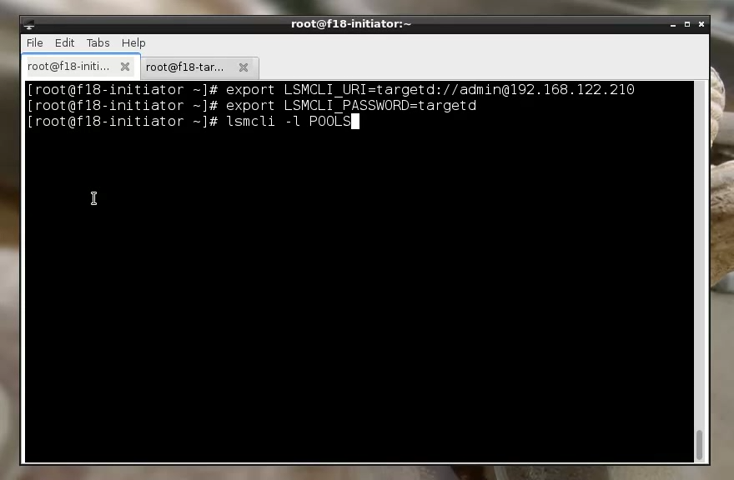 root@f18-initiator:~
File Edit Tabs Help
root@f18-initi... root@f18-tar...
[root@f18-initiator ~]# export LSMCLI_URI=targetd://admin@192.168.122.210
[root@f18-initiator ~]# export LSMCLI_PASSWORD=targetd
[root@f18-initiator ~]# lsmcli -l POOLS